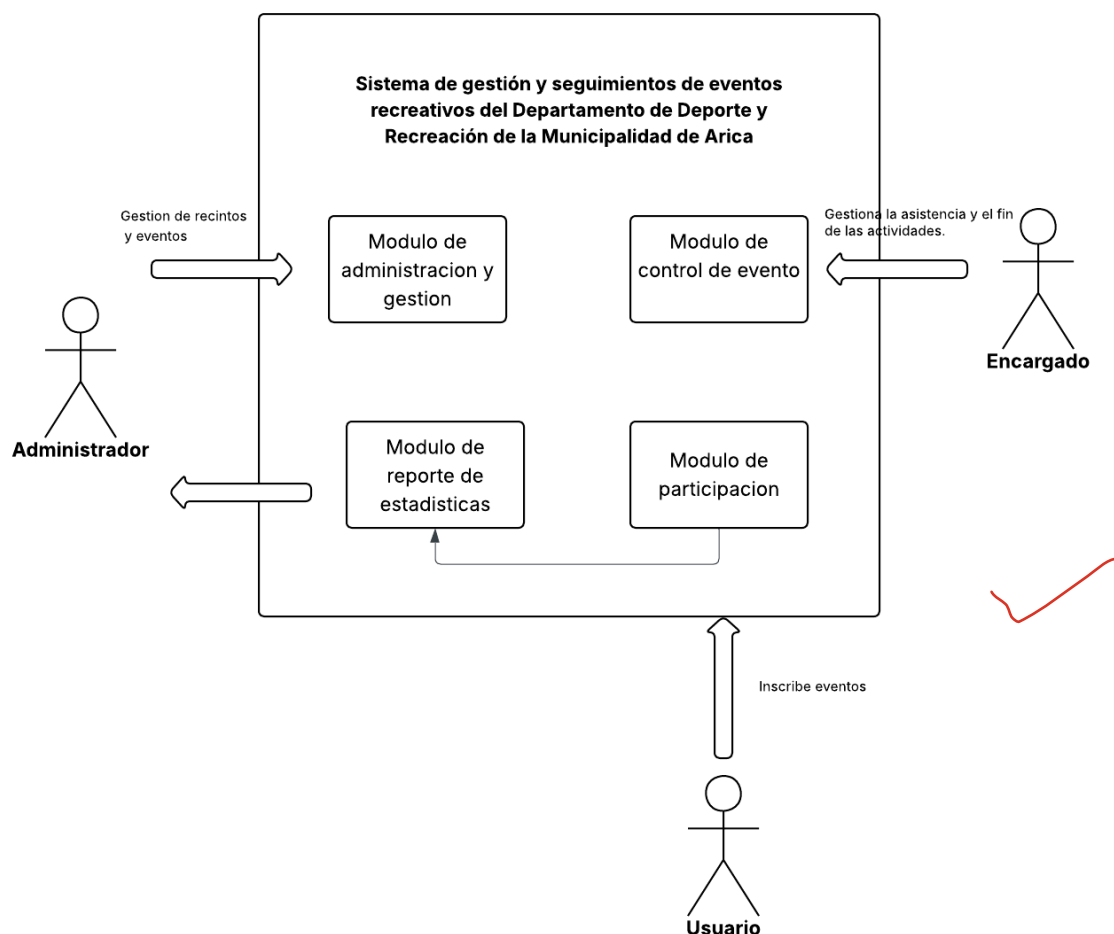 Sistema de gestión y seguimientos de eventos
recreativos del Departamento de Deporte y
Recreación de la Municipalidad de Arica
Gestion de recintos
y eventos
Modulo de
administracion y
gestion
Modulo de
control de evento
Gestiona la asistencia y el fin
de las actividades.
Encargado
Administrador
Modulo de
reporte de
estadisticas
Modulo de
participacion
Inscribe eventos
Usuario